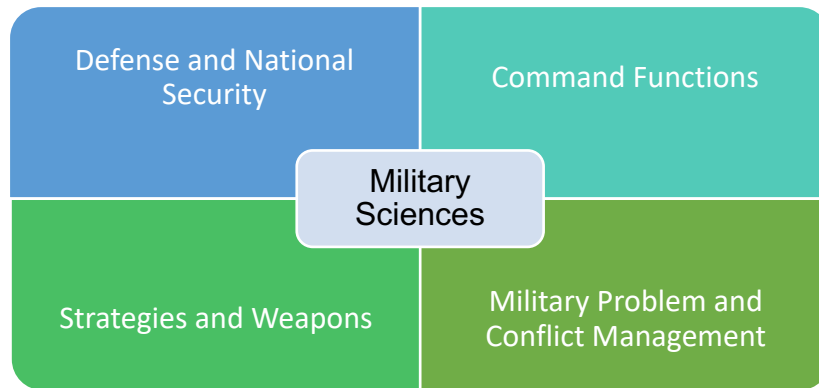 Defense and National
Security
Command Functions
Military
Sciences
Strategies and Weapons
Military Problem and
Conflict Management